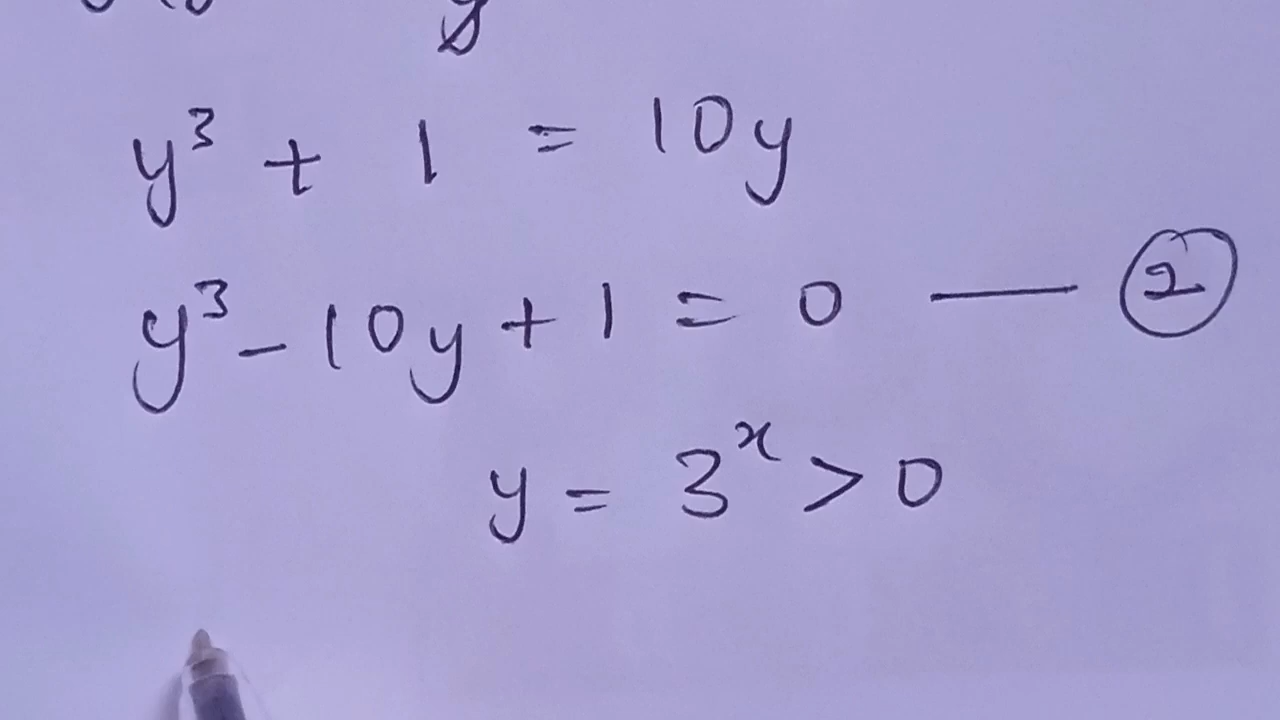 y³ + 1 = 10y
y³ - 10y + 1 = 0 — ②
y = 3ˣ > 0